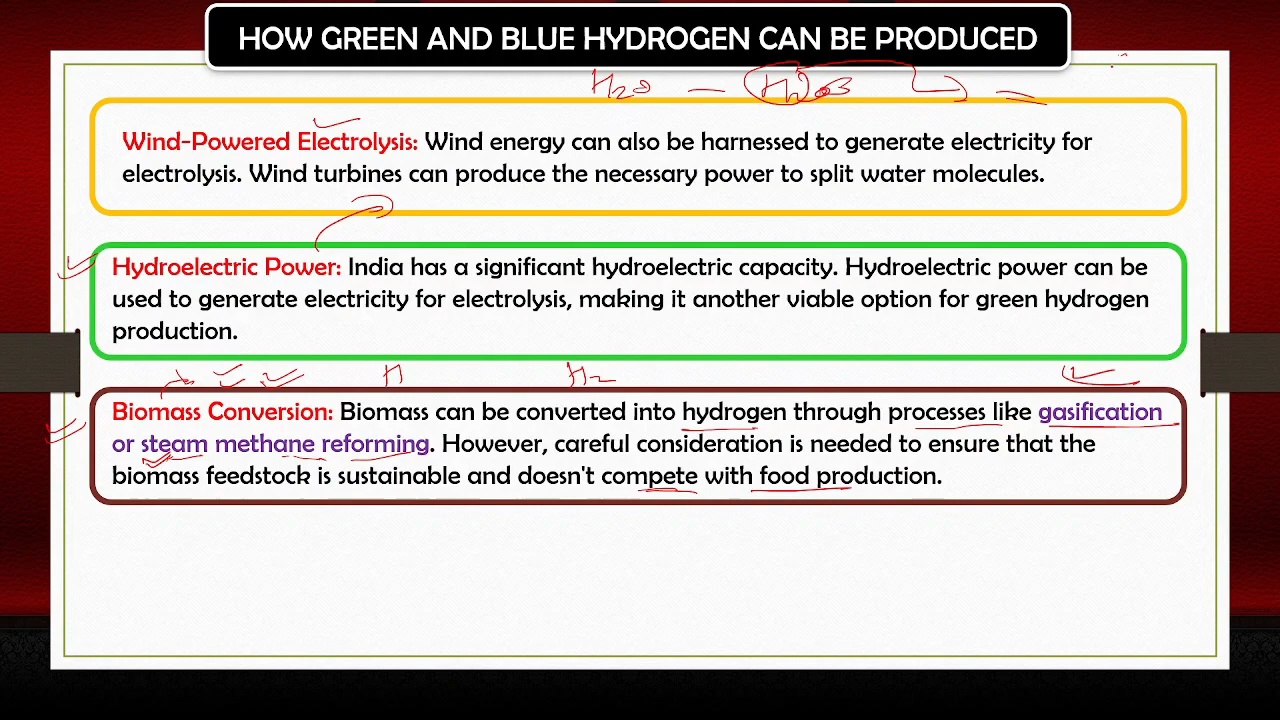 HOW GREEN AND BLUE HYDROGEN CAN BE PRODUCED
H2O
Wind-Powered Electrolysis: Wind energy can also be harnessed to generate electricity for
electrolysis. Wind turbines can produce the necessary power to split water molecules.
Hydroelectric Power: India has a significant hydroelectric capacity. Hydroelectric power can be
used to generate electricity for electrolysis, making it another viable option for green hydrogen
production.
H H2
Biomass Conversion: Biomass can be converted into hydrogen through processes like gasification
or steam methane reforming. However, careful consideration is needed to ensure that the
biomass feedstock is sustainable and doesn't compete with food production.